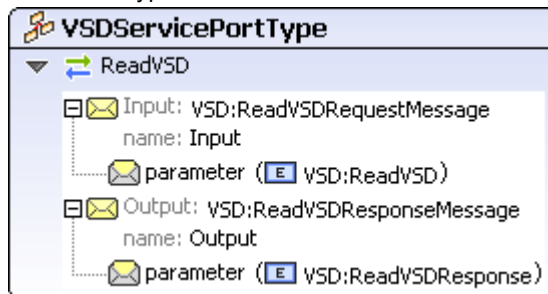 VSDServicePortType
ReadVSD
Input: VSD:ReadVSDRequestMessage
name: Input
parameter (E VSD:ReadVSD)
Output: VSD:ReadVSDResponseMessage
name: Output
parameter (E VSD:ReadVSDResponse)